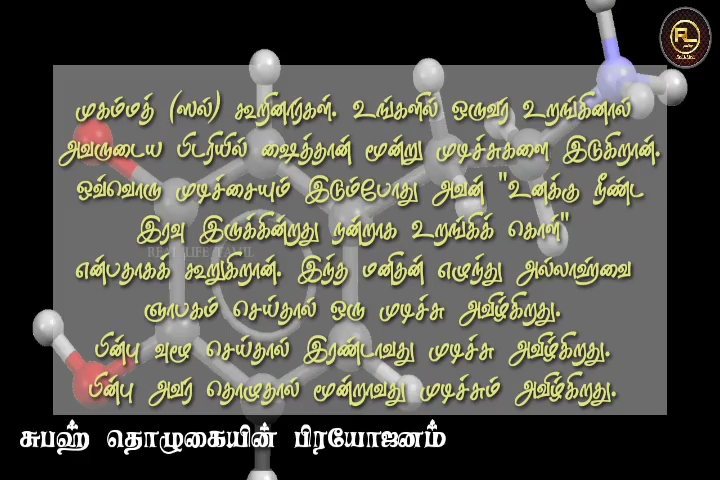 முகம்மத் (ஸல்) கூறினார்கள். உங்களில் ஒருவர் உறங்கினால்
அவருடைய பிடரியில் ஷைத்தான் மூன்று முடிச்சுகளை இடுகிறான்.
ஒவ்வொரு முடிச்சையும் இடும்போது அவன் "உனக்கு நீண்ட
இரவு இருக்கின்றது நன்றாக உறங்கிக் கொள்"
என்பதாகக் கூறுகிறான். இந்த மனிதன் எழுந்து அல்லாஹ்வை
ஞாபகம் செய்தால் ஒரு முடிச்சு அவிழ்கிறது.
பின்பு வுழூ செய்தால் இரண்டாவது முடிச்சு அவிழ்கிறது.
பின்பு அவர் தொழுதால் மூன்றாவது முடிச்சும் அவிழ்கிறது.
சுபஹ் தொழுகையின் பிரயோஜனம்
RL